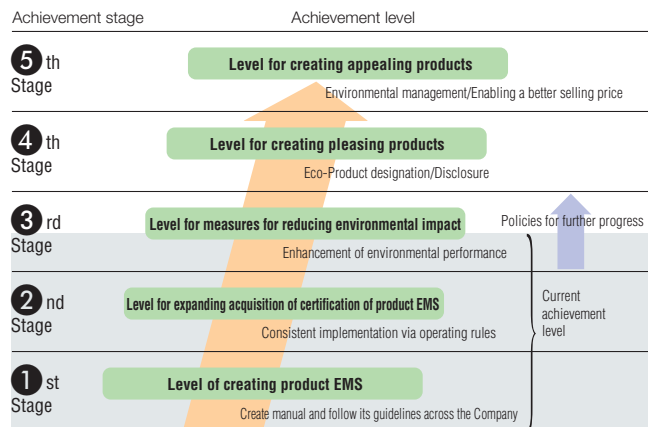 Achievement stage Achievement level
5 th Stage
Level for creating appealing products
Environmental management/Enabling a better selling price
4 th Stage
Level for creating pleasing products
Eco-Product designation/Disclosure
3 rd Stage
Level for measures for reducing environmental impact
Policies for further progress
Enhancement of environmental performance
2 nd Stage
Level for expanding acquisition of certification of product EMS
Consistent implementation via operating rules
Current
achievement
level
1 st Stage
Level of creating product EMS
Create manual and follow its guidelines across the Company